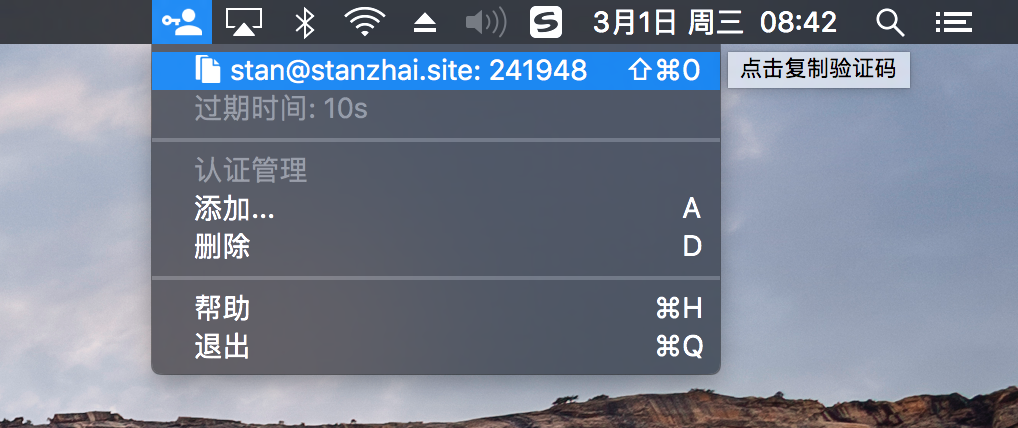 S 3月1日 周三 08:42
stan@stanzhai.site: 241948 ⇧⌘0 点击复制验证码
过期时间: 10s
认证管理
添加... A
删除 D
帮助 ⌘H
退出 ⌘Q